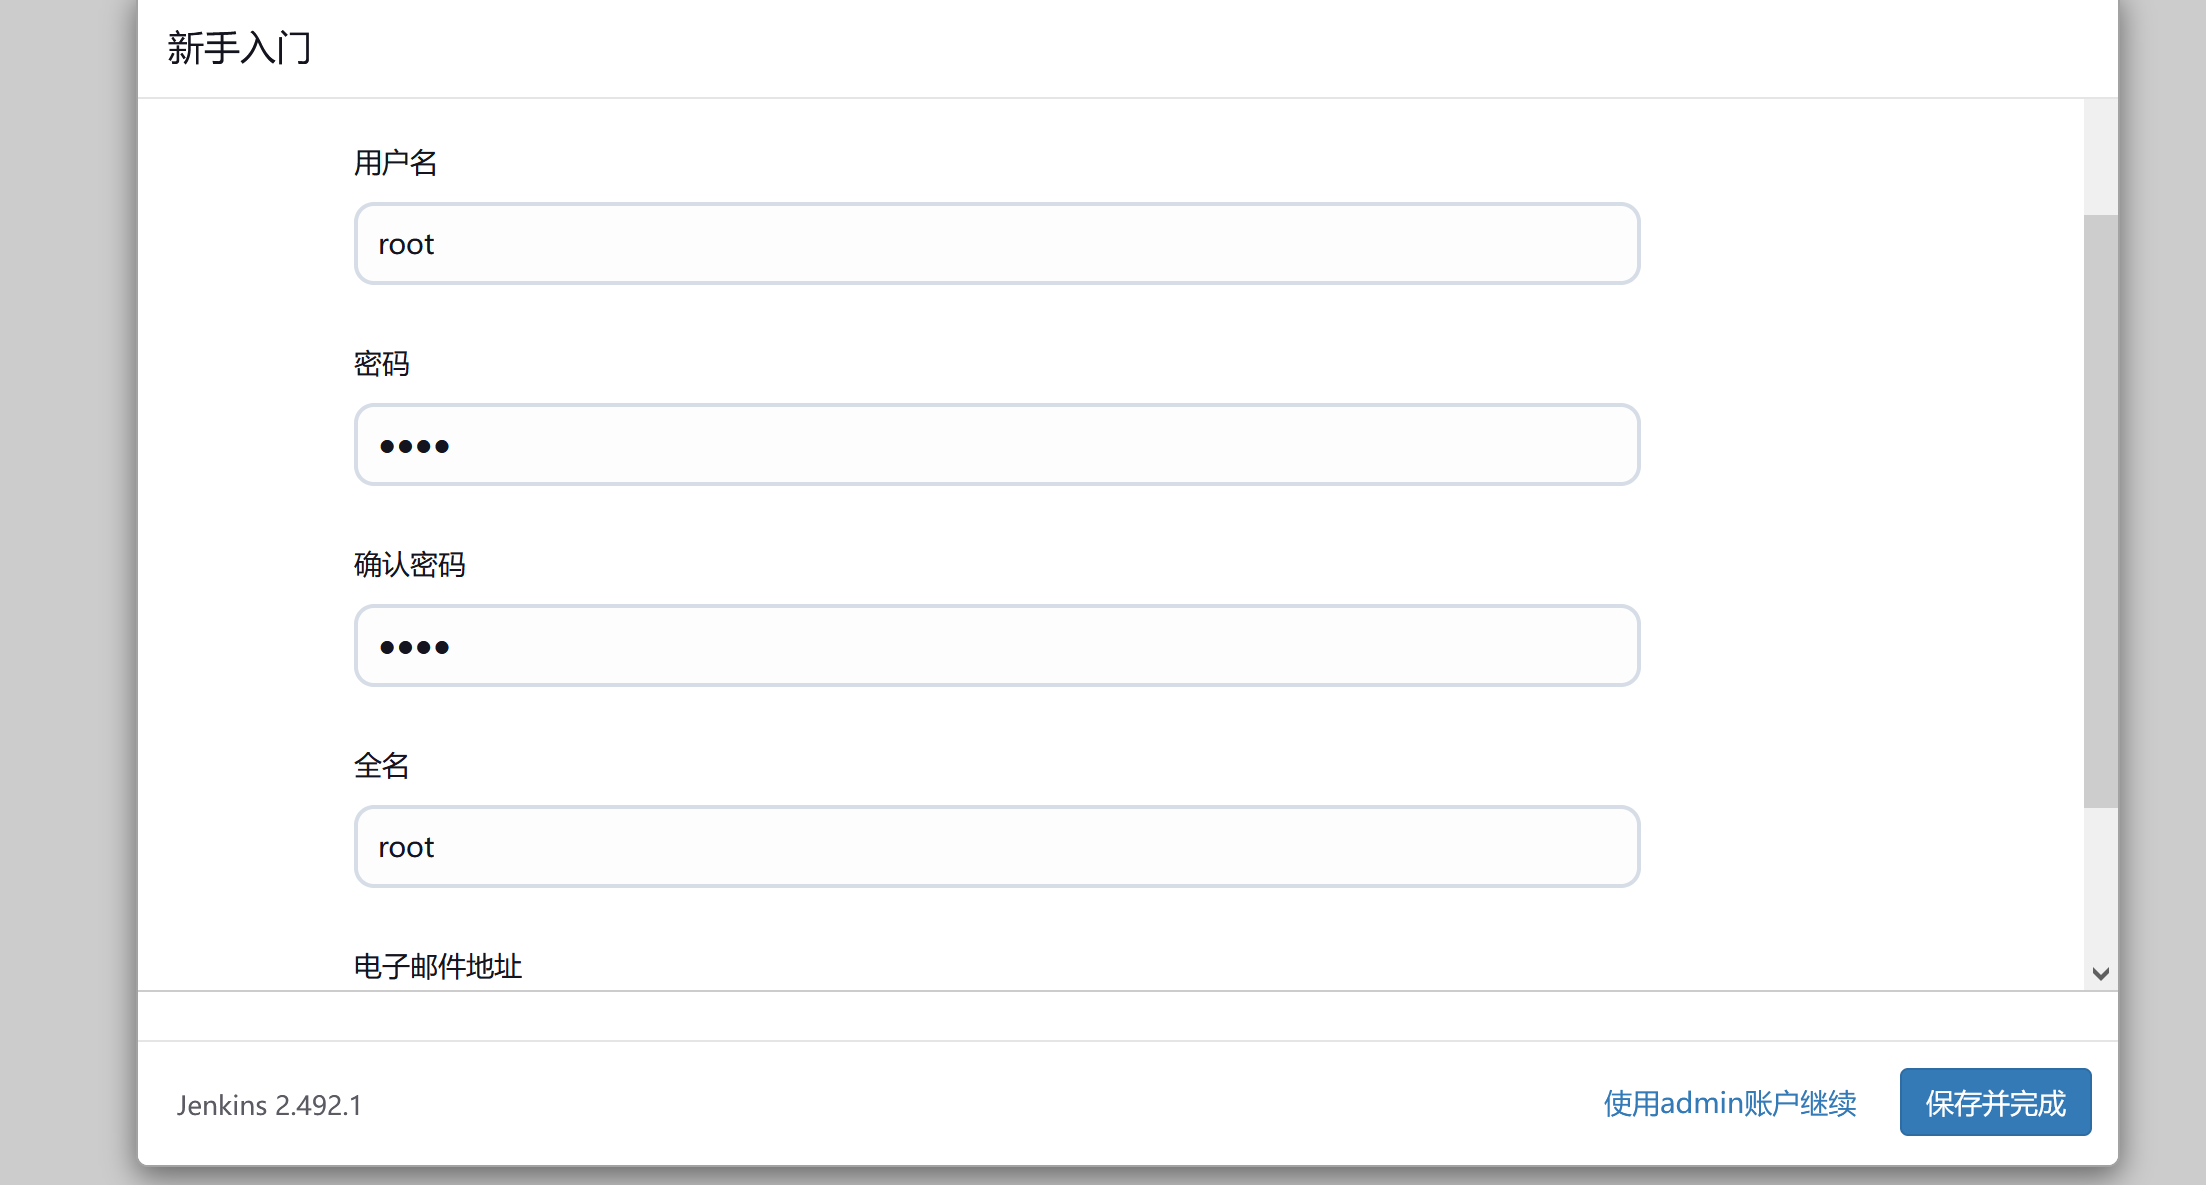 新手入门
用户名
root
密码
••••
确认密码
••••
全名
root
电子邮件地址
Jenkins 2.492.1
使用admin账户继续
保存并完成